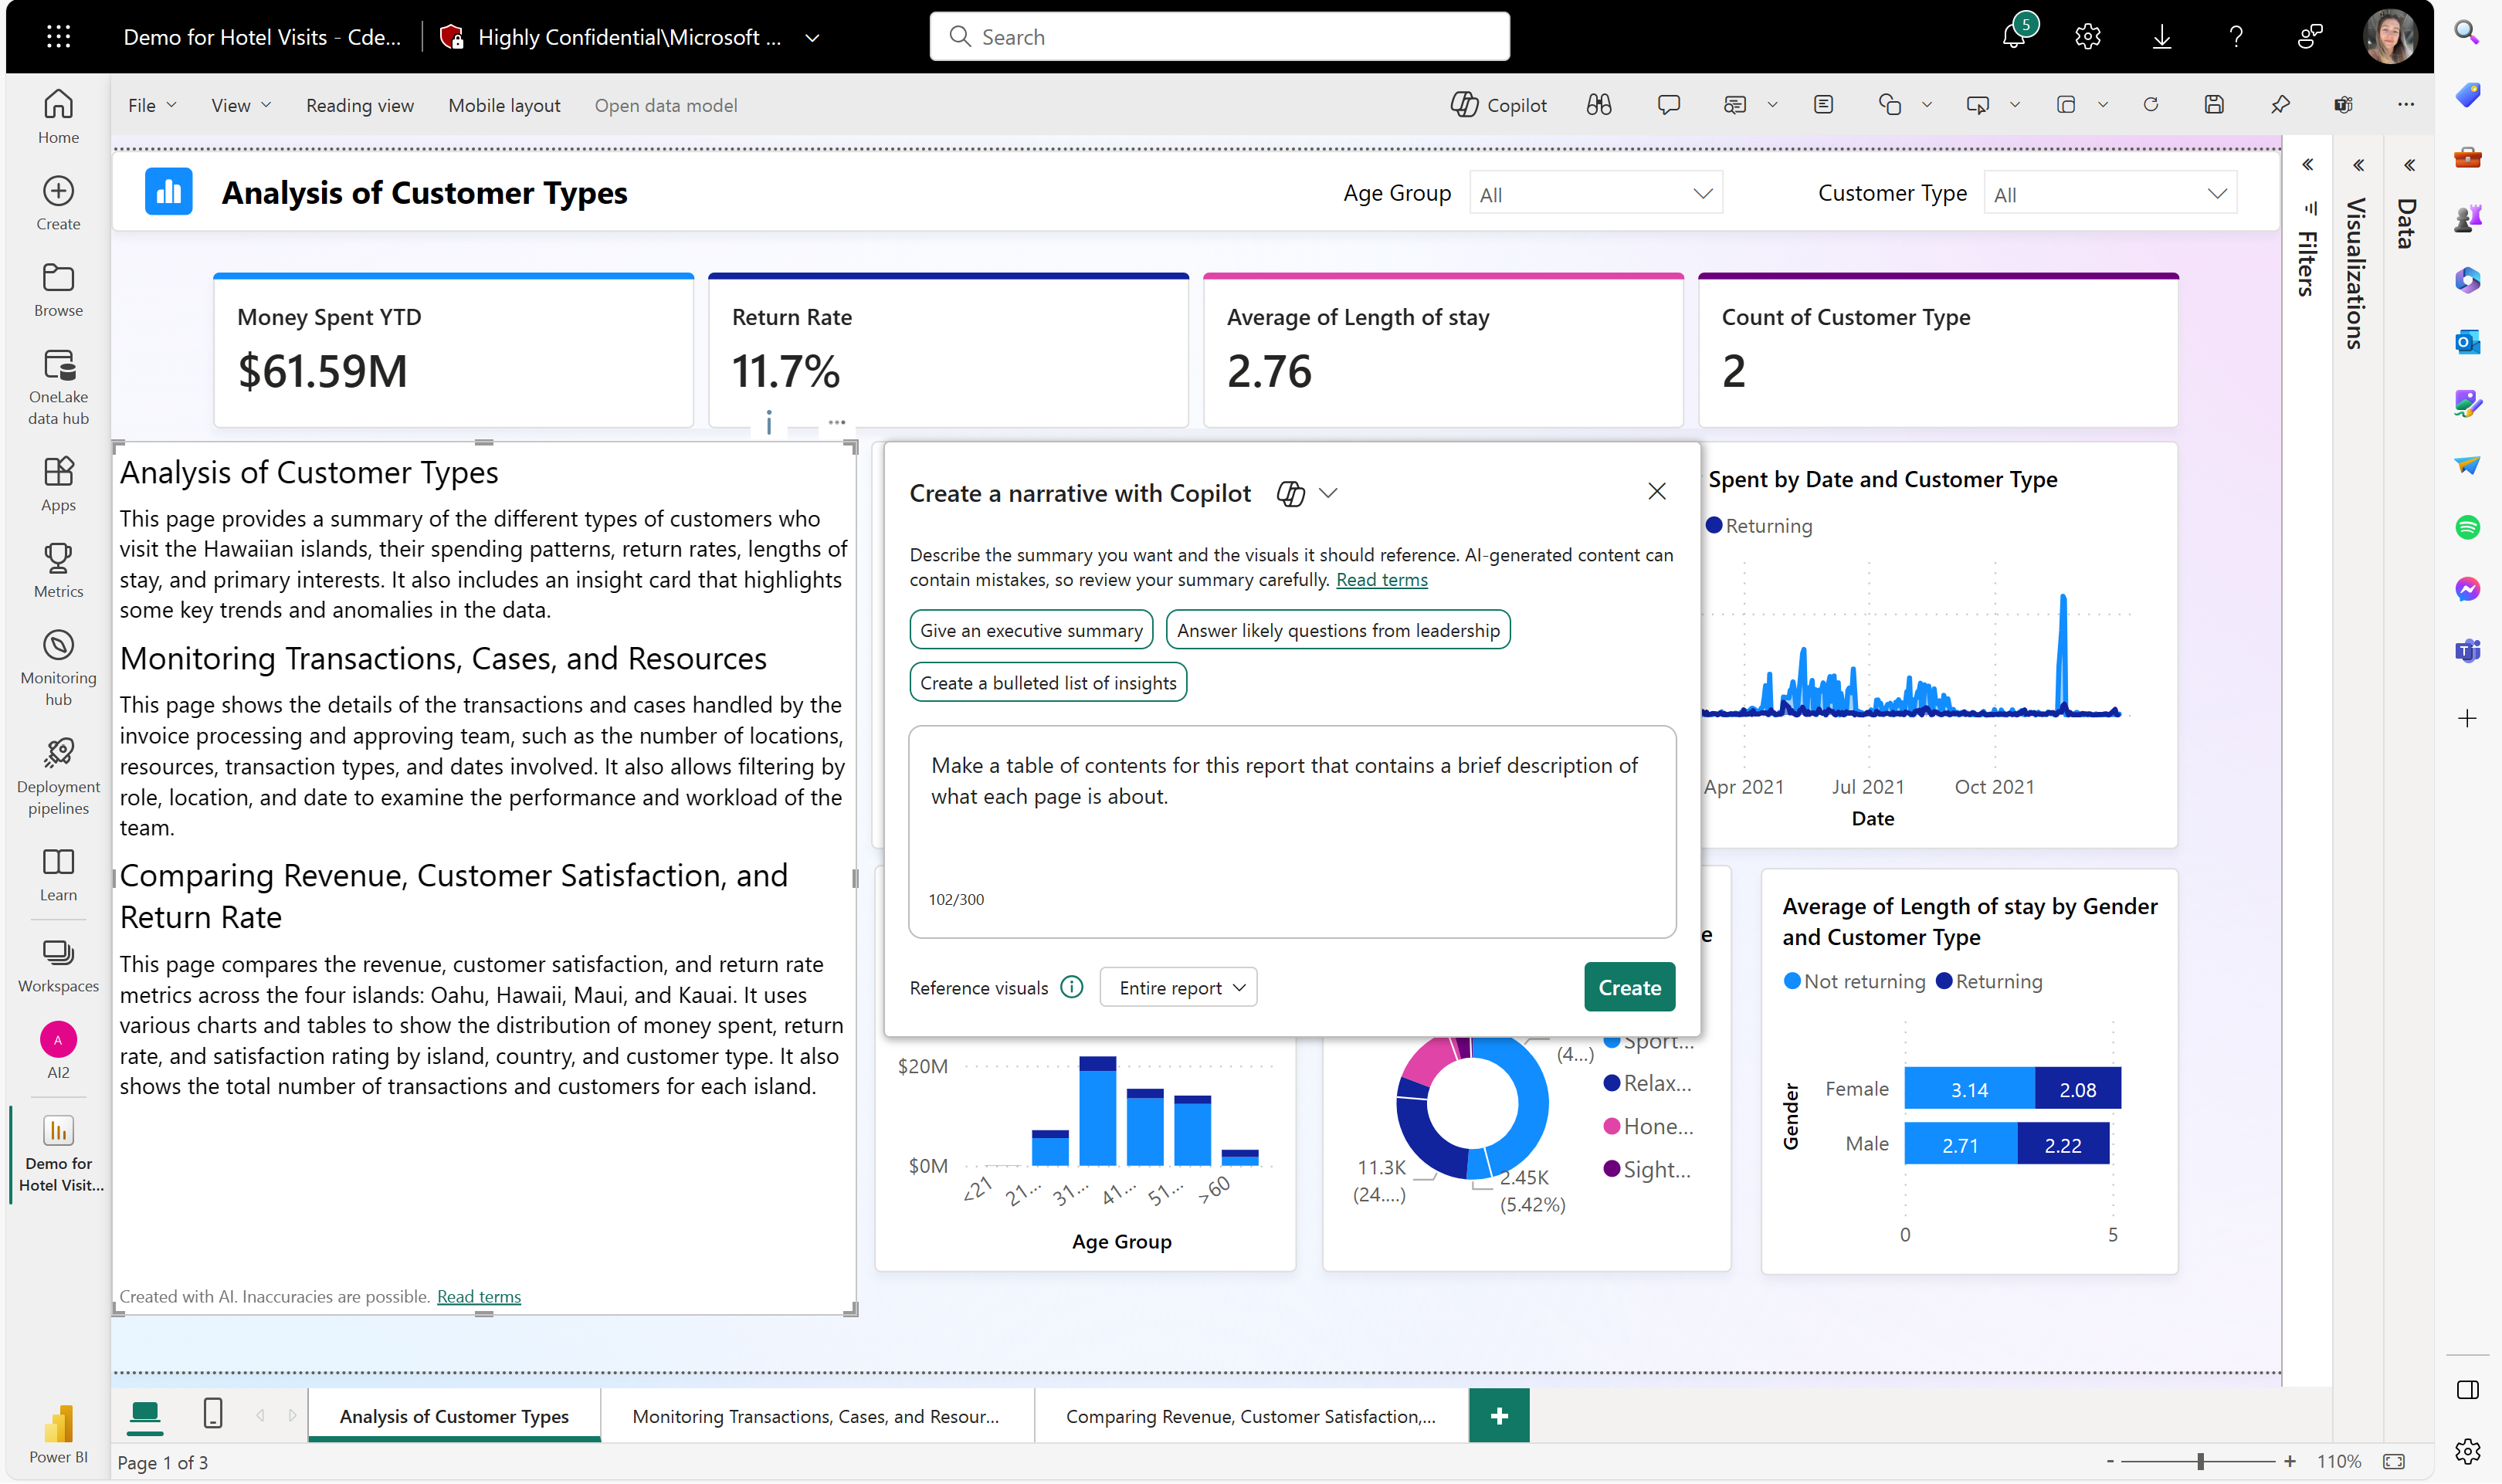 Demo for Hotel Visits - Cde...
Highly Confidential\Microsoft ...
Search
5
Home
Create
Browse
OneLake
data hub
Apps
Metrics
Monitoring
hub
Deployment
pipelines
Learn
Workspaces
A
AI2
Demo for
Hotel Visit...
Power BI
File
View
Reading view
Mobile layout
Open data model
Copilot
Analysis of Customer Types
Age Group
All
Customer Type
All
Filters
Visualizations
Data
Money Spent YTD
$61.59M
Return Rate
11.7%
Average of Length of stay
2.76
Count of Customer Type
2
Analysis of Customer Types
This page provides a summary of the different types of customers who
visit the Hawaiian islands, their spending patterns, return rates, lengths of
stay, and primary interests. It also includes an insight card that highlights
some key trends and anomalies in the data.
Monitoring Transactions, Cases, and Resources
This page shows the details of the transactions and cases handled by the
invoice processing and approving team, such as the number of locations,
resources, transaction types, and dates involved. It also allows filtering by
role, location, and date to examine the performance and workload of the
team.
Comparing Revenue, Customer Satisfaction, and
Return Rate
This page compares the revenue, customer satisfaction, and return rate
metrics across the four islands: Oahu, Hawaii, Maui, and Kauai. It uses
various charts and tables to show the distribution of money spent, return
rate, and satisfaction rating by island, country, and customer type. It also
shows the total number of transactions and customers for each island.
Created with AI. Inaccuracies are possible. Read terms
Create a narrative with Copilot
Describe the summary you want and the visuals it should reference. AI-generated content can
contain mistakes, so review your summary carefully. Read terms
Give an executive summary
Answer likely questions from leadership
Create a bulleted list of insights
Make a table of contents for this report that contains a brief description of
what each page is about.
102/300
Reference visuals
Entire report
Create
Spent by Date and Customer Type
Returning
Apr 2021
Jul 2021
Oct 2021
Date
$20M
$0M
<21
21...
31...
41...
51...
>60
Age Group
e
(4...)
11.3K
(24....)
2.45K
(5.42%)
Sport...
Relax...
Hone...
Sight...
Average of Length of stay by Gender
and Customer Type
Not returning
Returning
Gender
Female
3.14
2.08
Male
2.71
2.22
0
5
Analysis of Customer Types
Monitoring Transactions, Cases, and Resour...
Comparing Revenue, Customer Satisfaction,...
+
Page 1 of 3
-
+
110%